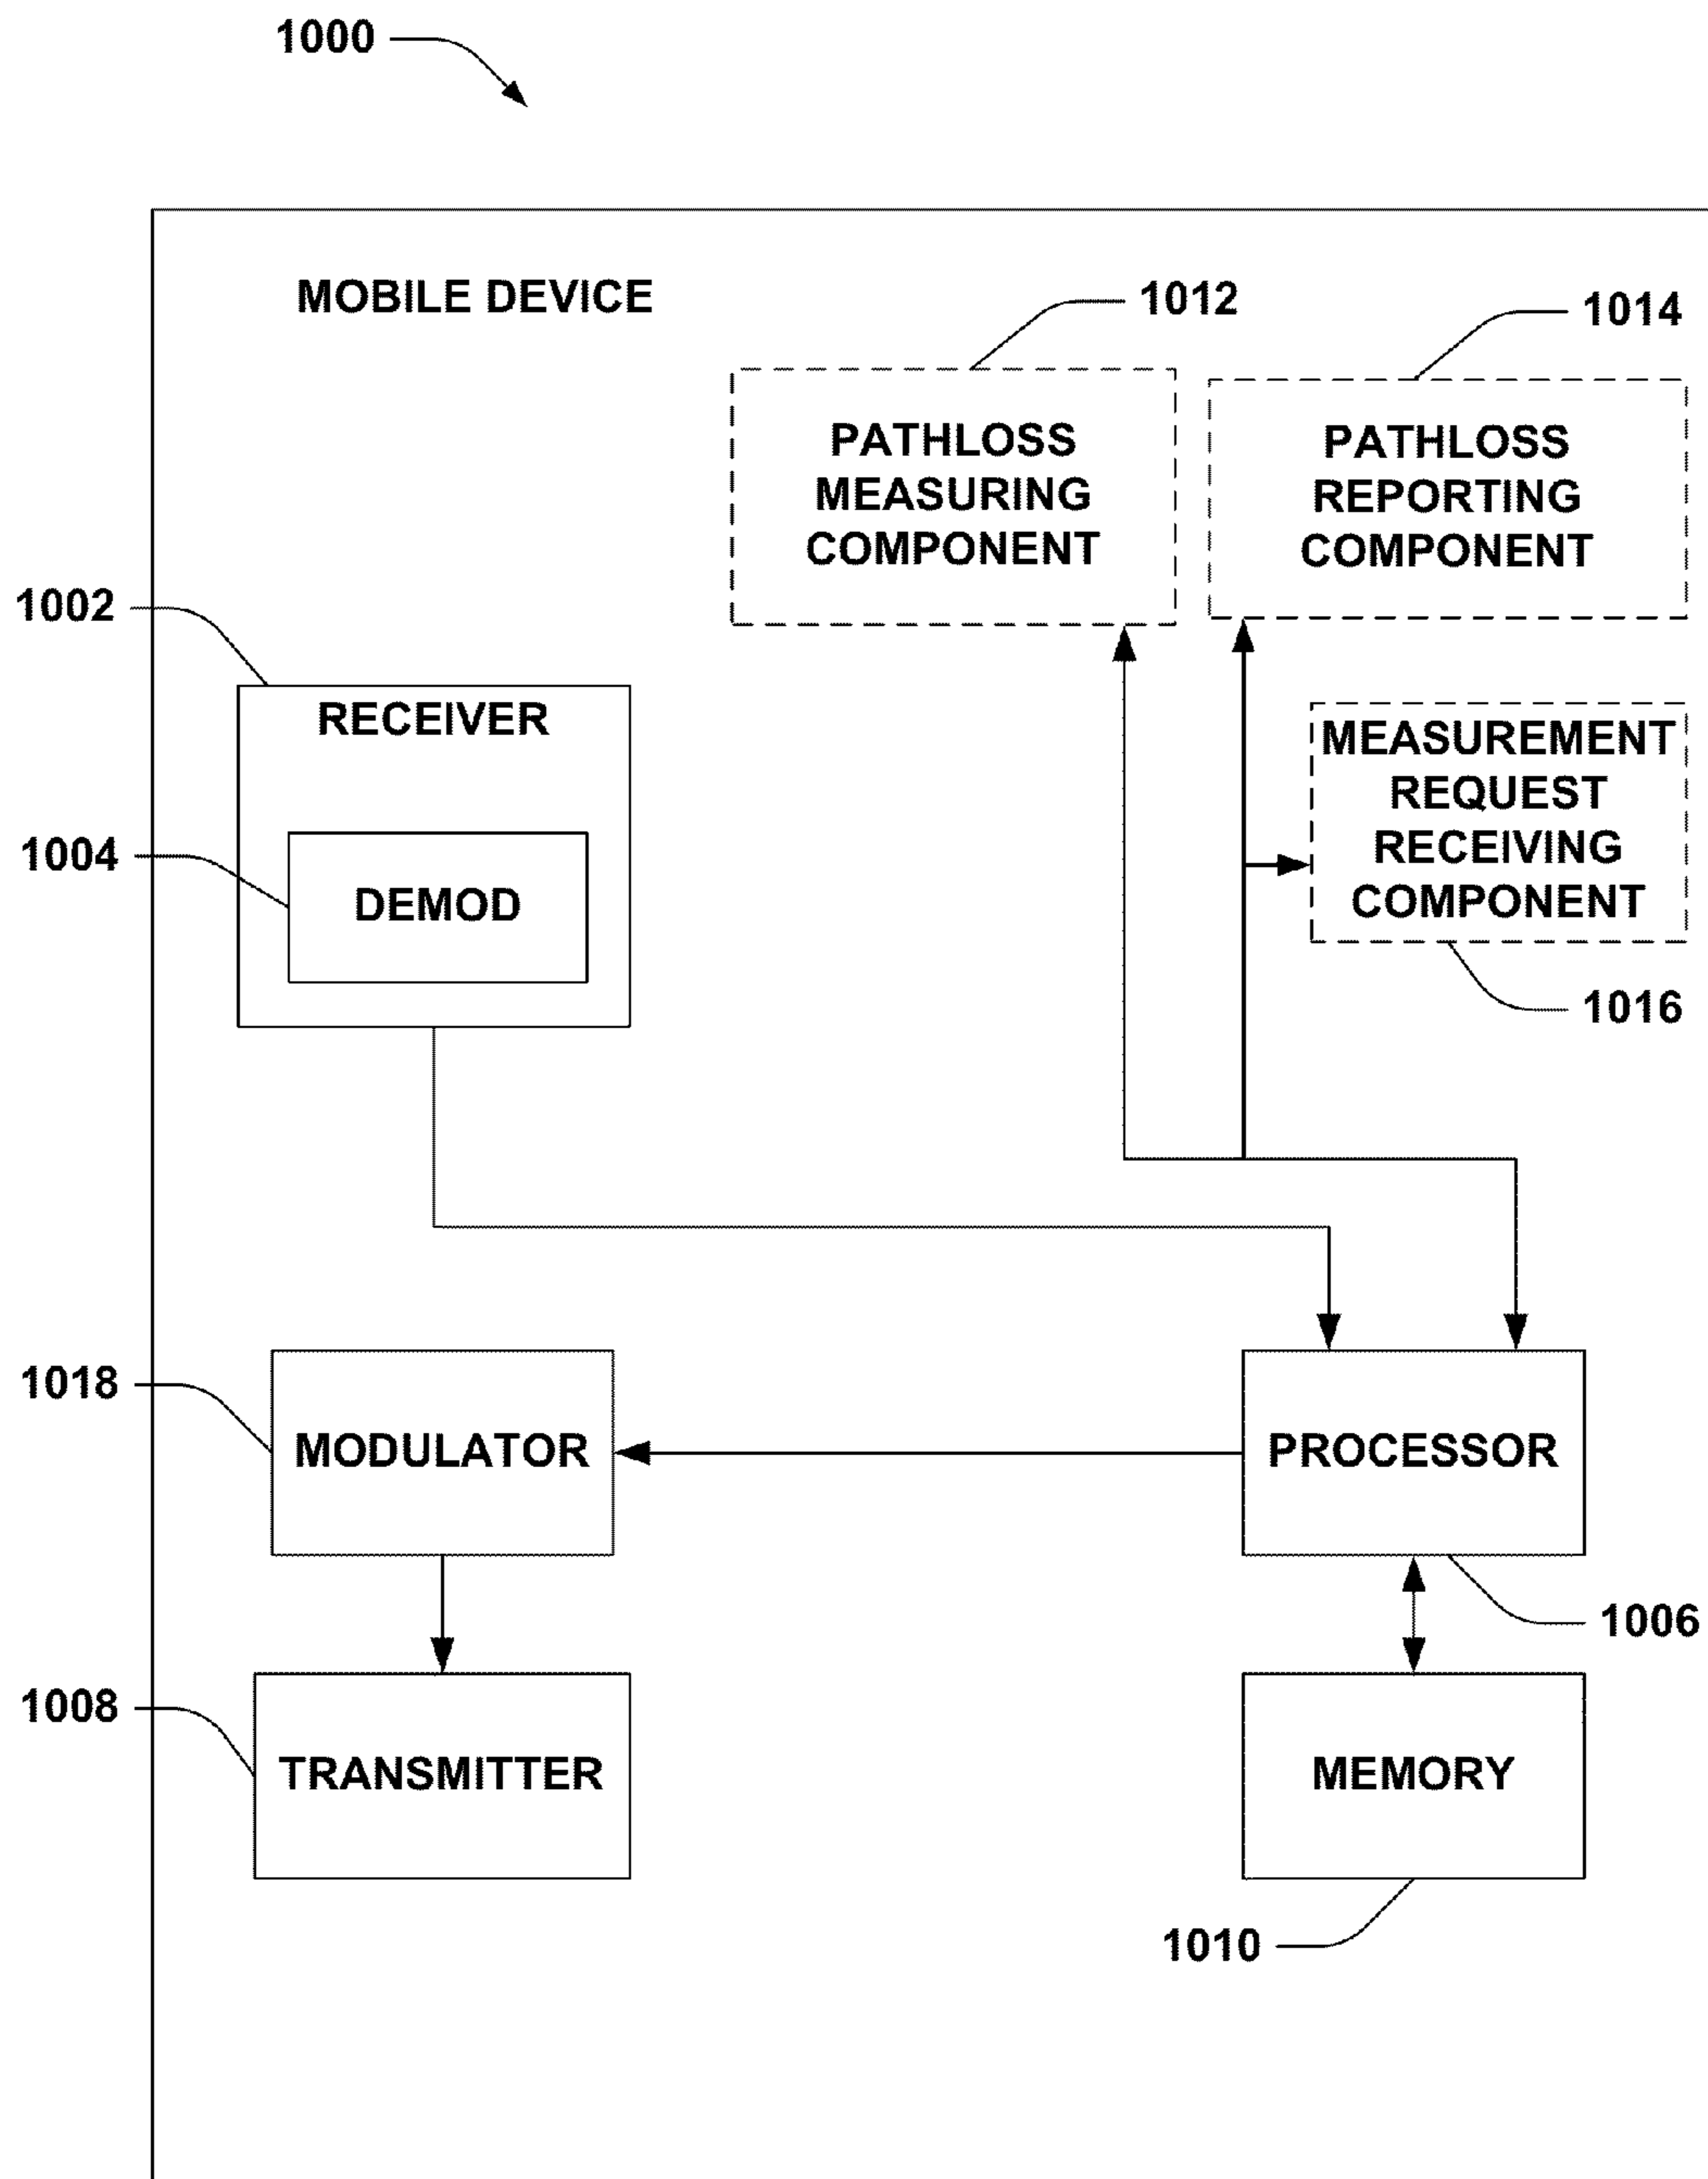 1000
MOBILE DEVICE
1012
1014
PATHLOSS
MEASURING
COMPONENT
PATHLOSS
REPORTING
COMPONENT
1002
RECEIVER
1004
DEMOD
MEASUREMENT
REQUEST
RECEIVING
COMPONENT
1016
1018
MODULATOR
PROCESSOR
1006
1008
TRANSMITTER
MEMORY
1010